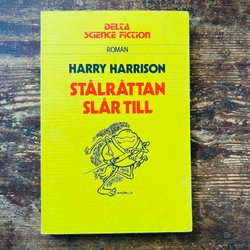 DELTA
SCIENCE FICTION
ROMAN
HARRY HARRISON
STÅLRÅTTAN
SLÅR TILL